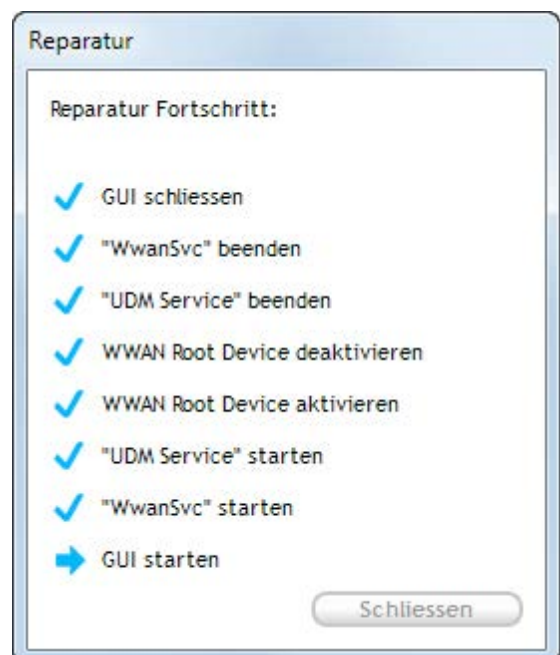 Reparatur
Reparatur Fortschritt:
GUI schliessen
"WwanSvc" beenden
"UDM Service" beenden
WWAN Root Device deaktivieren
WWAN Root Device aktivieren
"UDM Service" starten
"WwanSvc" starten
GUI starten
Schliessen